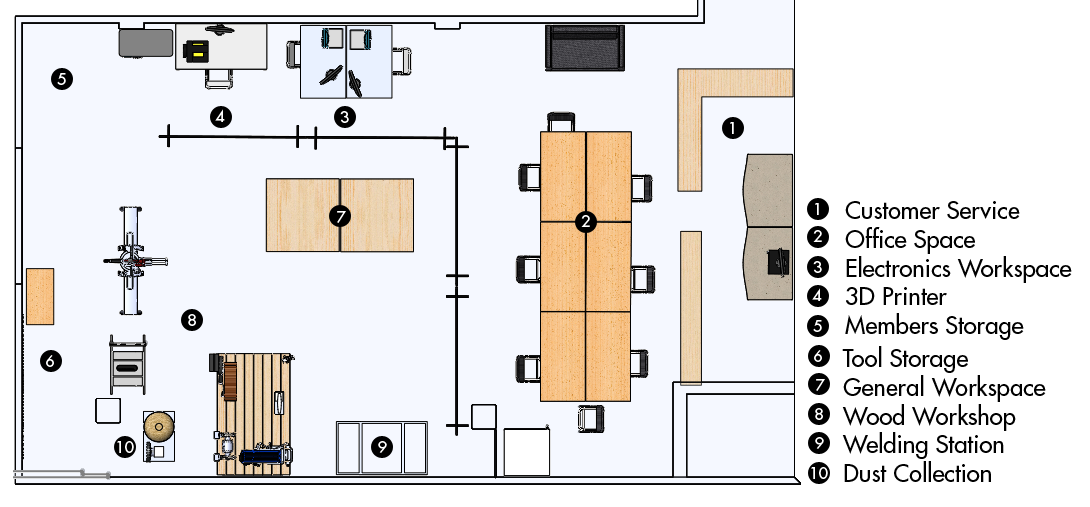 5
4
3
1
7
2
8
6
10
9
1 Customer Service
2 Office Space
3 Electronics Workspace
4 3D Printer
5 Members Storage
6 Tool Storage
7 General Workspace
8 Wood Workshop
9 Welding Station
10 Dust Collection